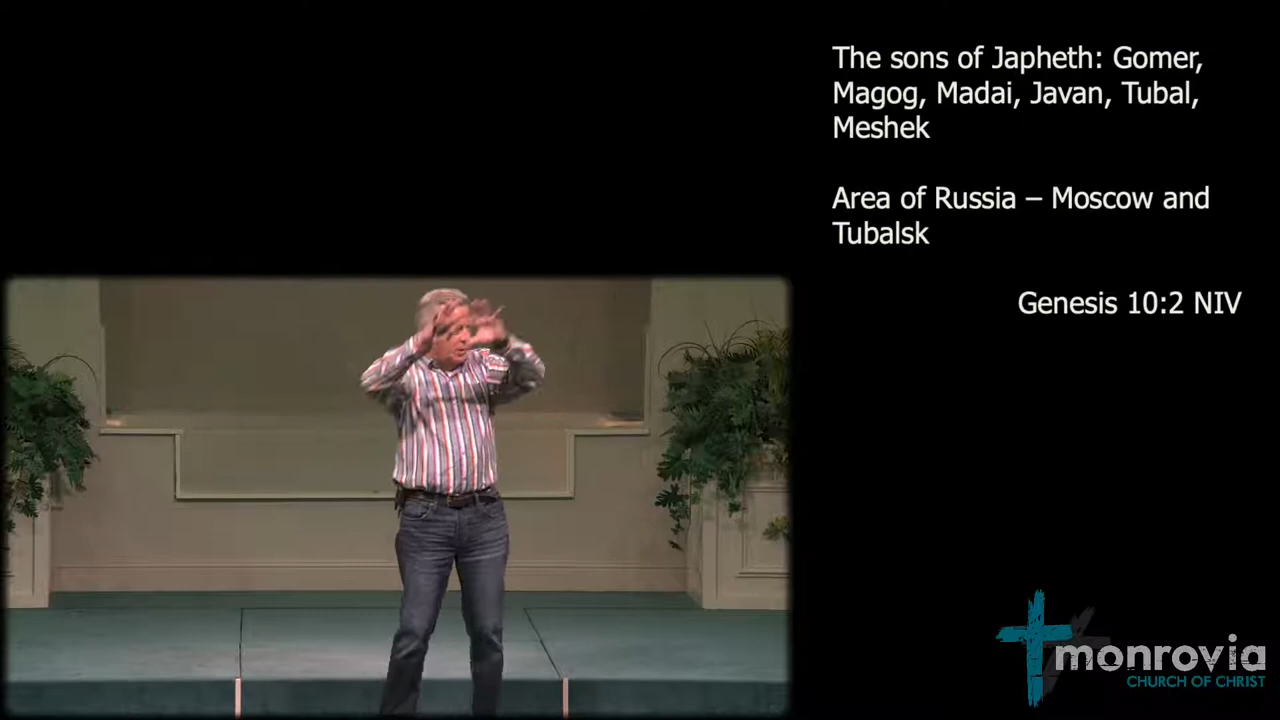 The sons of Japheth: Gomer,
Magog, Madai, Javan, Tubal,
Meshek
Area of Russia – Moscow and
Tubalsk
Genesis 10:2 NIV
monrovia
CHURCH OF CHRIST